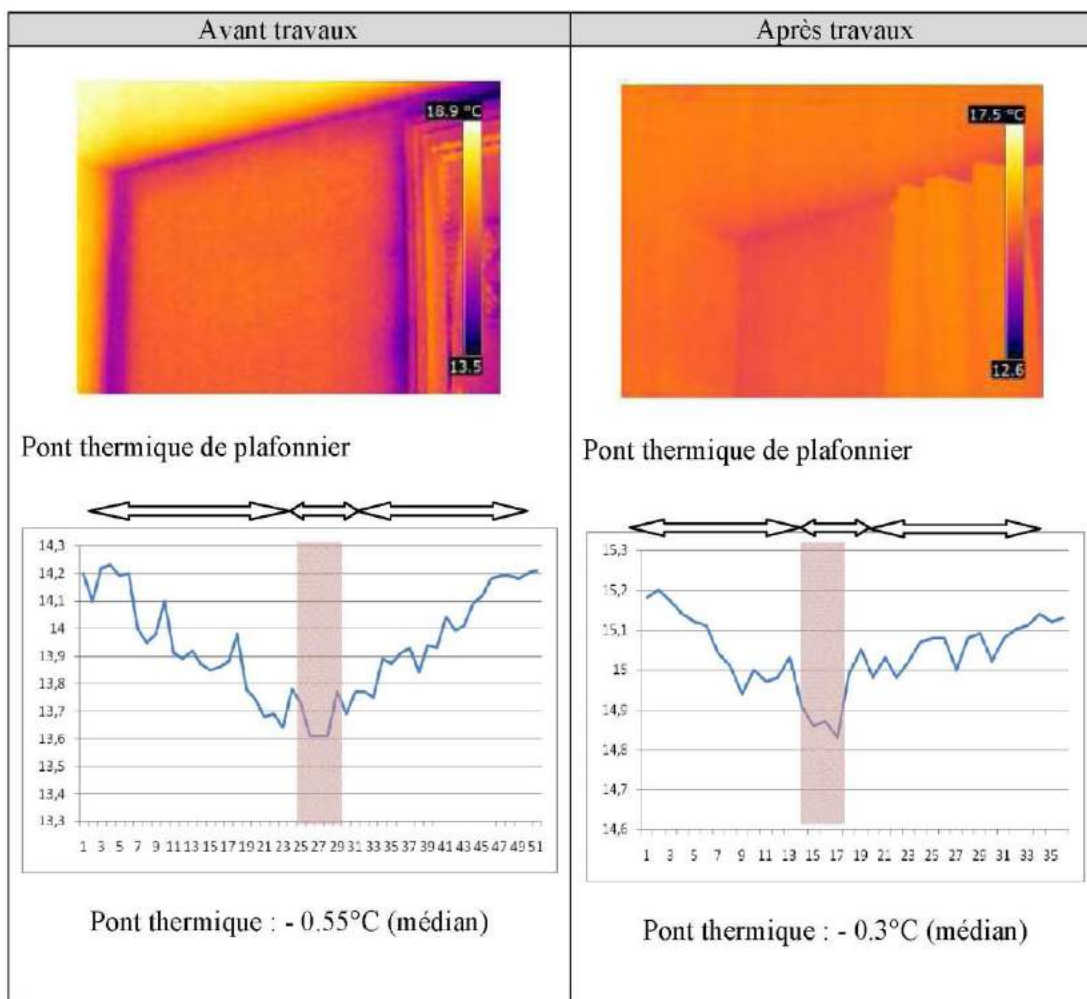 Avant travaux
Après travaux
18.9 °C
13.5
17.5 °C
12.6
Pont thermique de plafonnier
Pont thermique de plafonnier
14,3
14,2
14,1
14
13,9
13,8
13,7
13,6
13,5
13,4
13,3
1 3 5 7 9 11 13 15 17 19 21 23 25 27 29 31 33 35 37 39 41 43 45 47 49 51
15,3
15,2
15,1
15
14,9
14,8
14,7
14,6
1 3 5 7 9 11 13 15 17 19 21 23 25 27 29 31 33 35
Pont thermique : - 0.55°C (médian)
Pont thermique : - 0.3°C (médian)